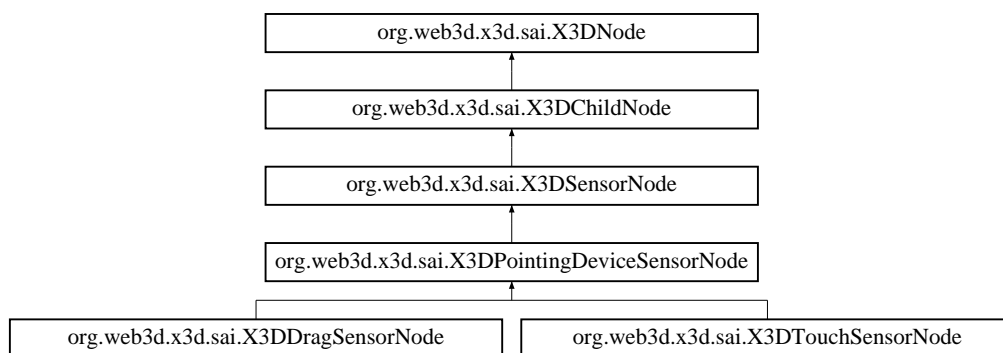 org.web3d.x3d.sai.X3DNode
org.web3d.x3d.sai.X3DChildNode
org.web3d.x3d.sai.X3DSensorNode
org.web3d.x3d.sai.X3DPointingDeviceSensorNode
org.web3d.x3d.sai.X3DDragSensorNode
org.web3d.x3d.sai.X3DTouchSensorNode